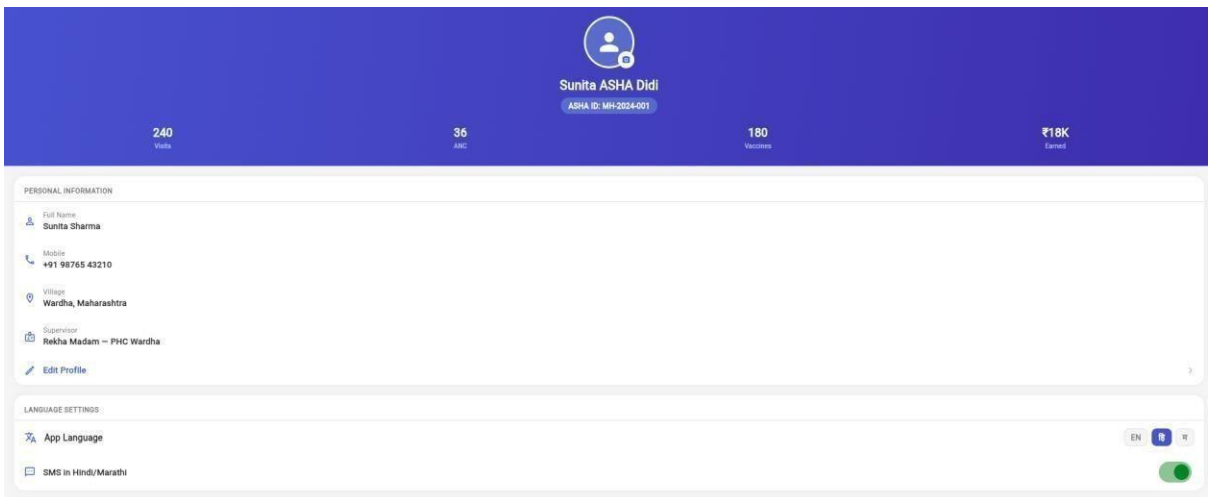 Sunita ASHA Didi
ASHA ID: MH-2024-001
240
Visits
36
ANC
180
Vaccines
₹18K
Earned
PERSONAL INFORMATION
Full Name
Sunita Sharma
Mobile
+91 98765 43210
Village
Wardha, Maharashtra
Supervisor
Rekha Madam — PHC Wardha
Edit Profile
LANGUAGE SETTINGS
App Language
EN हि म
SMS in Hindi/Marathi